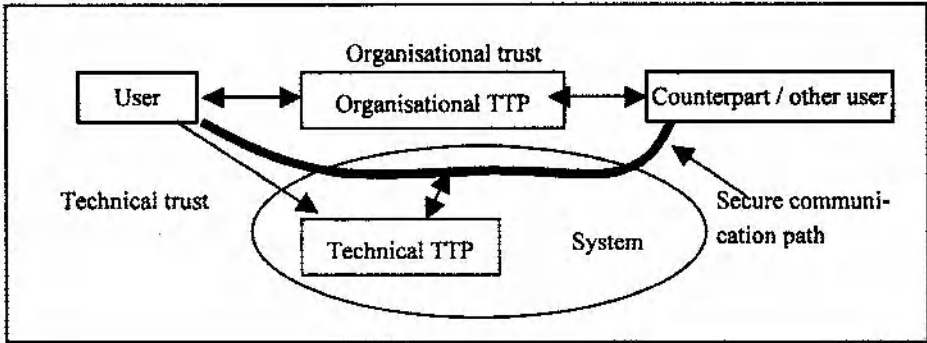 Organisational trust
User
Organisational TTP
Counterpart / other user
Technical trust
Technical TTP
System
Secure communi-
cation path